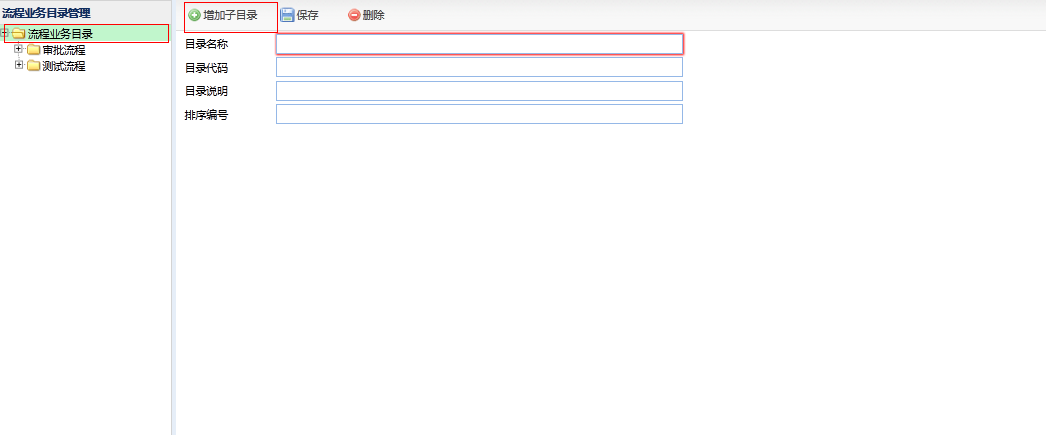 流程业务目录管理
流程业务目录
审批流程
测试流程
增加子目录 保存 删除
目录名称
目录代码
目录说明
排序编号